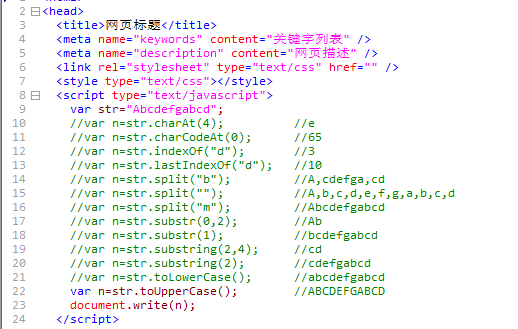 2 <head>
3 <title>网页标题</title>
4 <meta name="keywords" content="关键字列表" />
5 <meta name="description" content="网页描述" />
6 <link rel="stylesheet" type="text/css" href="" />
7 <style type="text/css"></style>
8 <script type="text/javascript">
9 var str="Abcdefgabcd";
10 //var n=str.charAt(4); //e
11 //var n=str.charCodeAt(0); //65
12 //var n=str.indexOf("d"); //3
13 //var n=str.lastIndexOf("d"); //10
14 //var n=str.split("b"); //A,cdefga,cd
15 //var n=str.split(""); //A,b,c,d,e,f,g,a,b,c,d
16 //var n=str.split("m"); //Abcdefgabcd
17 //var n=str.substr(0,2); //Ab
18 //var n=str.substr(1); //bcdefgabcd
19 //var n=str.substring(2,4); //cd
20 //var n=str.substring(2); //cdefgabcd
21 //var n=str.toLowerCase(); //abcdefgabcd
22 var n=str.toUpperCase(); //ABCDEFGABCD
23 document.write(n);
24 </script>